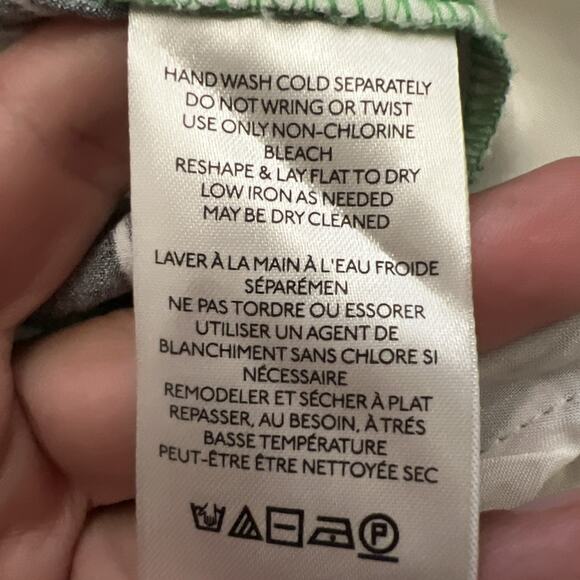 HAND WASH COLD SEPARATELY
DO NOT WRING OR TWIST
USE ONLY NON-CHLORINE
BLEACH
RESHAPE & LAY FLAT TO DRY
LOW IRON AS NEEDED
MAY BE DRY CLEANED
LAVER À LA MAIN À L'EAU FROIDE
SÉPARÉMEN
NE PAS TORDRE OU ESSORER
UTILISER UN AGENT DE
BLANCHIMENT SANS CHLORE SI
NÉCESSAIRE
REMODELER ET SÉCHER À PLAT
REPASSER, AU BESOIN, À TRÉS
BASSE TEMPÉRATURE
PEUT-ÊTRE ÊTRE NETTOYÉE SEC
P